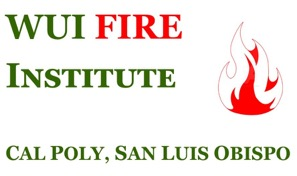 WUI FIRE
INSTITUTE
CAL POLY, SAN LUIS OBISPO